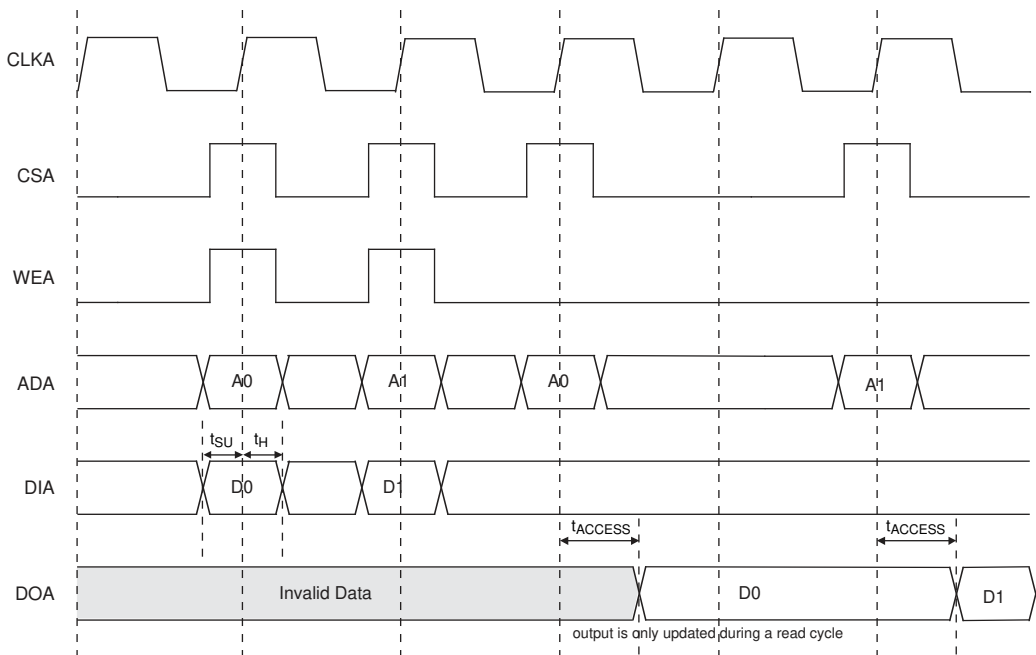 CLKA
CSA
WEA
ADA A0 A1 A0 A1
tSU tH
DIA D0 D1
tACCESS tACCESS
DOA Invalid Data D0 D1
output is only updated during a read cycle